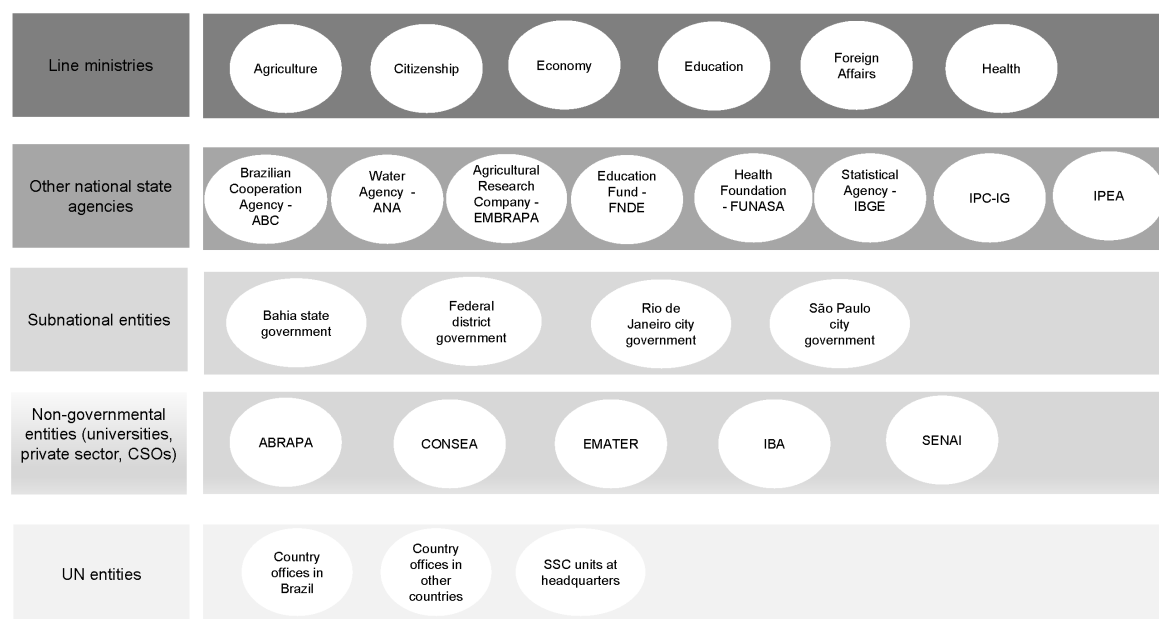 Line ministries
Agriculture
Citizenship
Economy
Education
Foreign
Affairs
Health
Other national state
agencies
Brazilian
Cooperation
Agency -
ABC
Water
Agency -
ANA
Agricultural
Research
Company -
EMBRAPA
Education
Fund -
FNDE
Health
Foundation
- FUNASA
Statistical
Agency -
IBGE
IPC-IG
IPEA
Subnational entities
Bahia state
government
Federal
district
government
Rio de
Janeiro city
government
São Paulo
city
government
Non-governmental
entities (universities,
private sector, CSOs)
ABRAPA
CONSEA
EMATER
IBA
SENAI
UN entities
Country
offices in
Brazil
Country
offices in
other
countries
SSC units at
headquarters